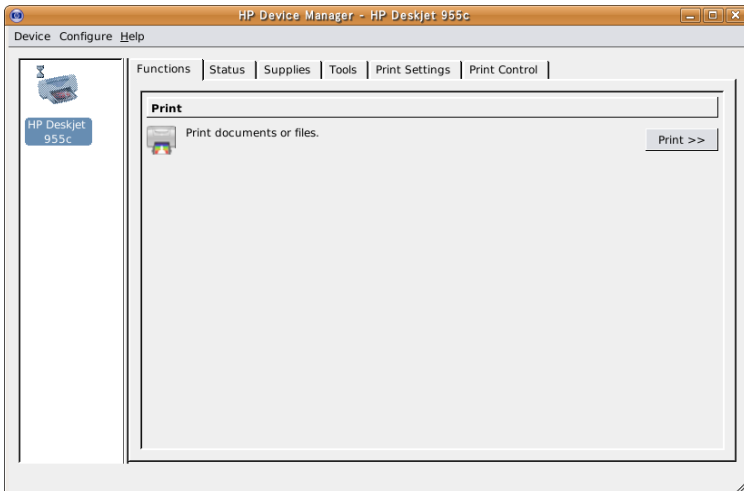 HP Device Manager - HP Deskjet 955c
Device Configure Help
Functions Status Supplies Tools Print Settings Print Control
HP Deskjet
955c
Print
Print documents or files.
Print >>